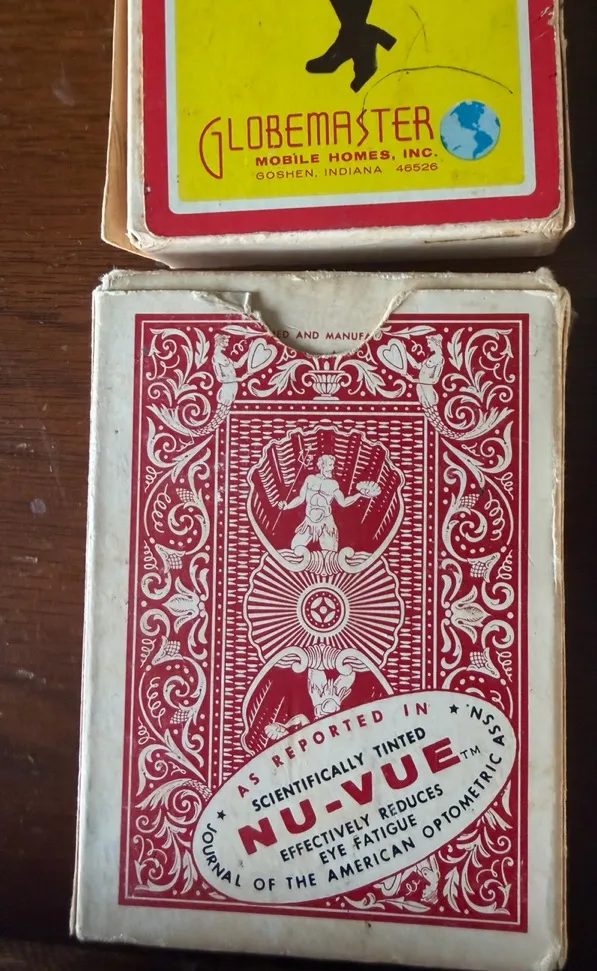 GLOBEMASTER
MOBILE HOMES, INC.
GOSHEN, INDIANA 46526
AND
AS REPORTED IN
SCIENTIFICALLY TINTED
NU-VUE™
EFFECTIVELY REDUCES
EYE FATIGUE
★ JOURNAL OF THE AMERICAN OPTOMETRIC ASSN. ★